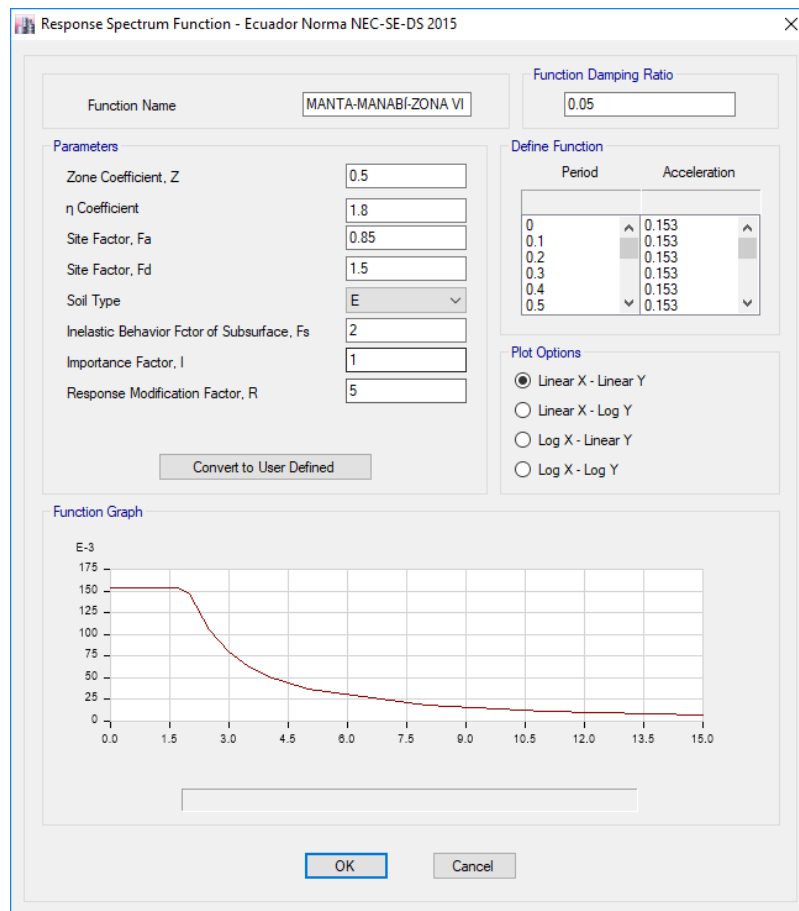 Response Spectrum Function - Ecuador Norma NEC-SE-DS 2015
Function Name
MANTA-MANABÍ-ZONA VI
Function Damping Ratio
0.05
Parameters
Zone Coefficient, Z
0.5
η Coefficient
1.8
Site Factor, Fa
0.85
Site Factor, Fd
1.5
Soil Type
E
Inelastic Behavior Fctor of Subsurface, Fs
2
Importance Factor, I
1
Response Modification Factor, R
5
Convert to User Defined
Define Function
Period Acceleration
0 0.153
0.1 0.153
0.2 0.153
0.3 0.153
0.4 0.153
0.5 0.153
Plot Options
Linear X - Linear Y
Linear X - Log Y
Log X - Linear Y
Log X - Log Y
Function Graph
E-3
175
150
125
100
75
50
25
0
0.0 1.5 3.0 4.5 6.0 7.5 9.0 10.5 12.0 13.5 15.0
OK Cancel